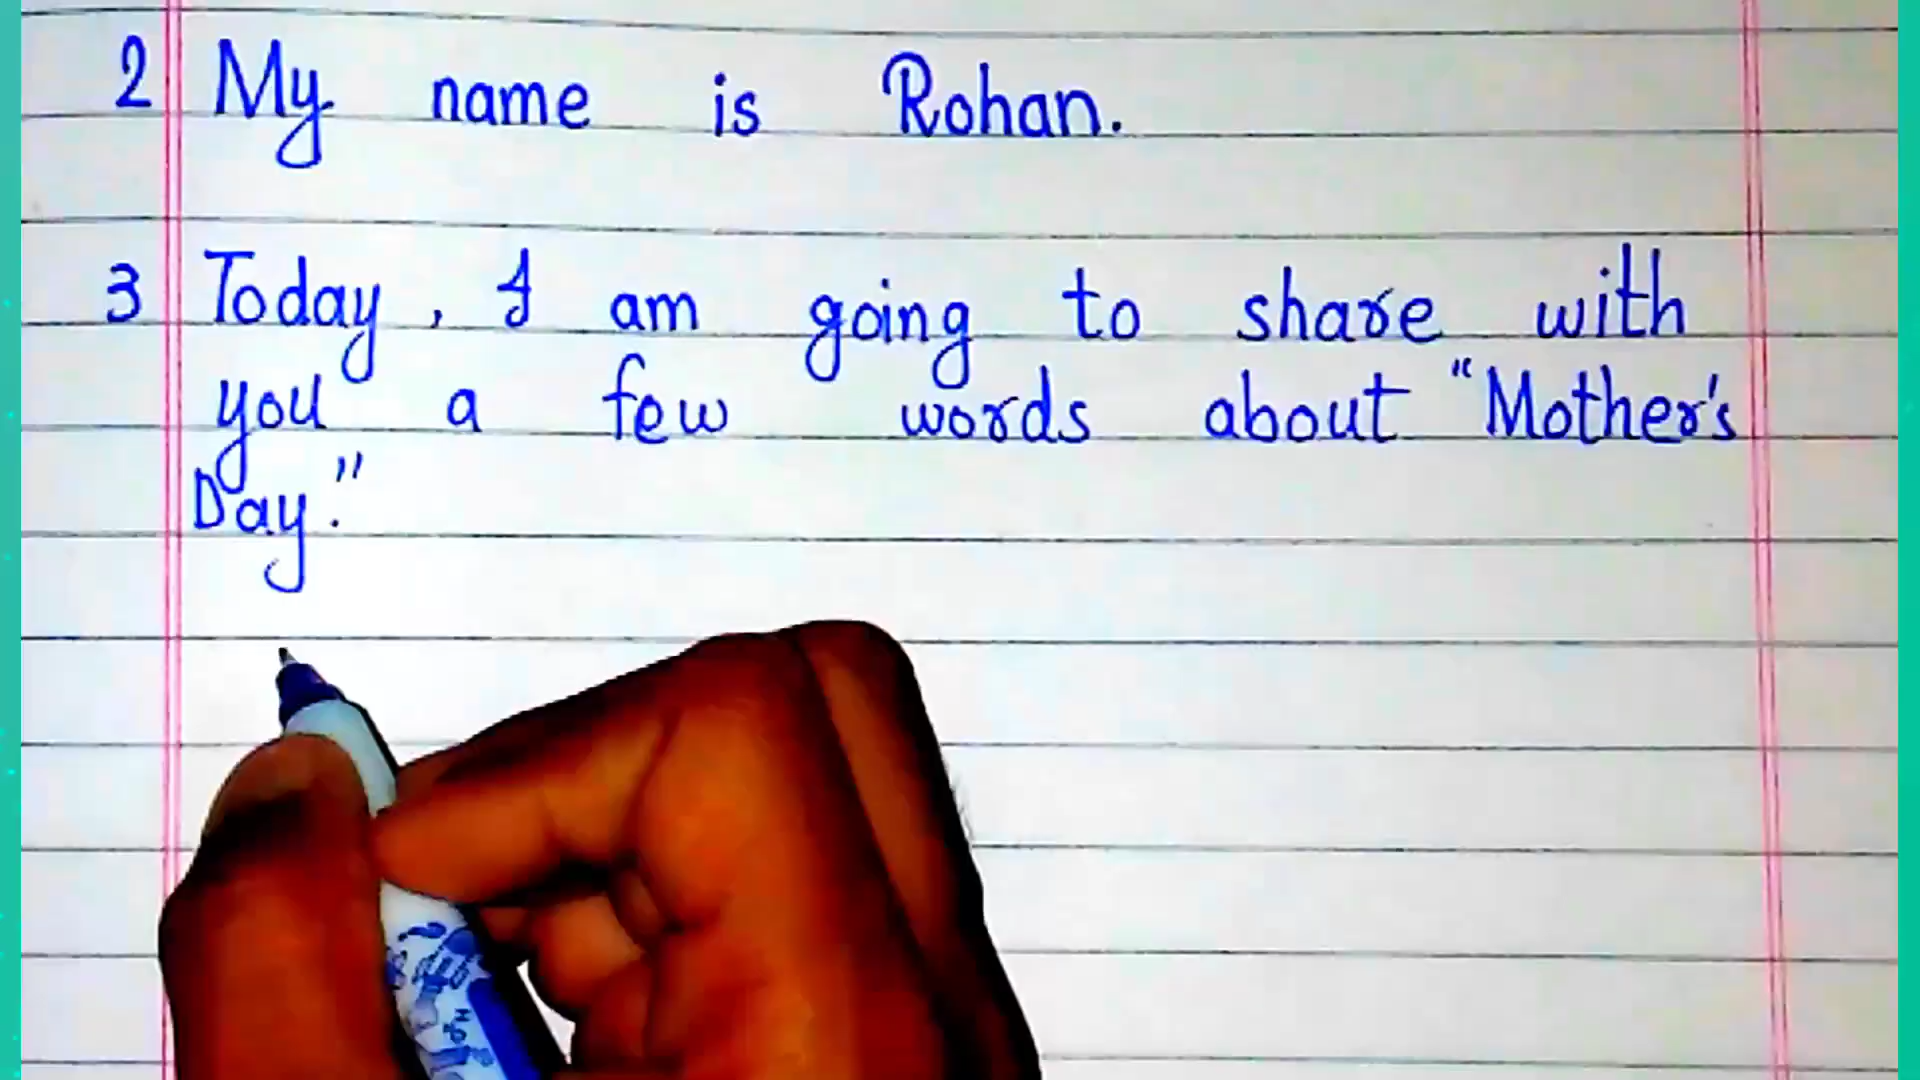 2 My name is Rohan.
3 Today, I am going to share with
you a few words about "Mother's
Day."